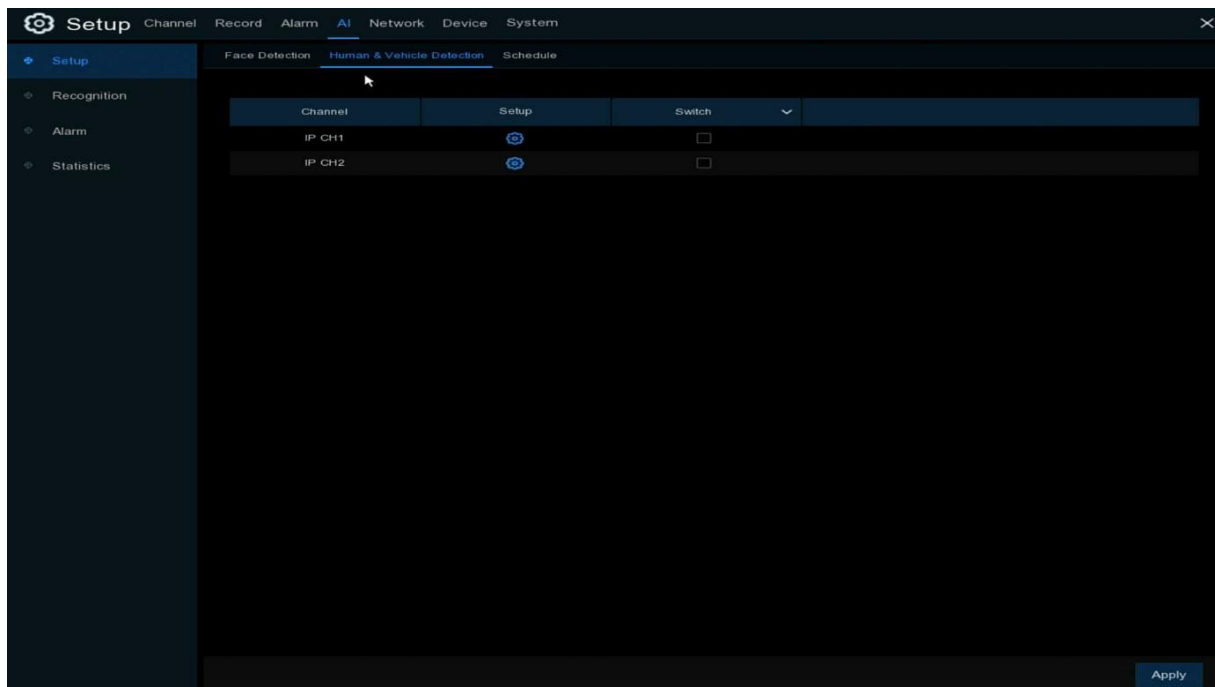 Setup Channel Record Alarm AI Network Device System
Setup
Recognition
Alarm
Statistics
Face Detection Human & Vehicle Detection Schedule
Channel Setup Switch
IP CH1
IP CH2
Apply